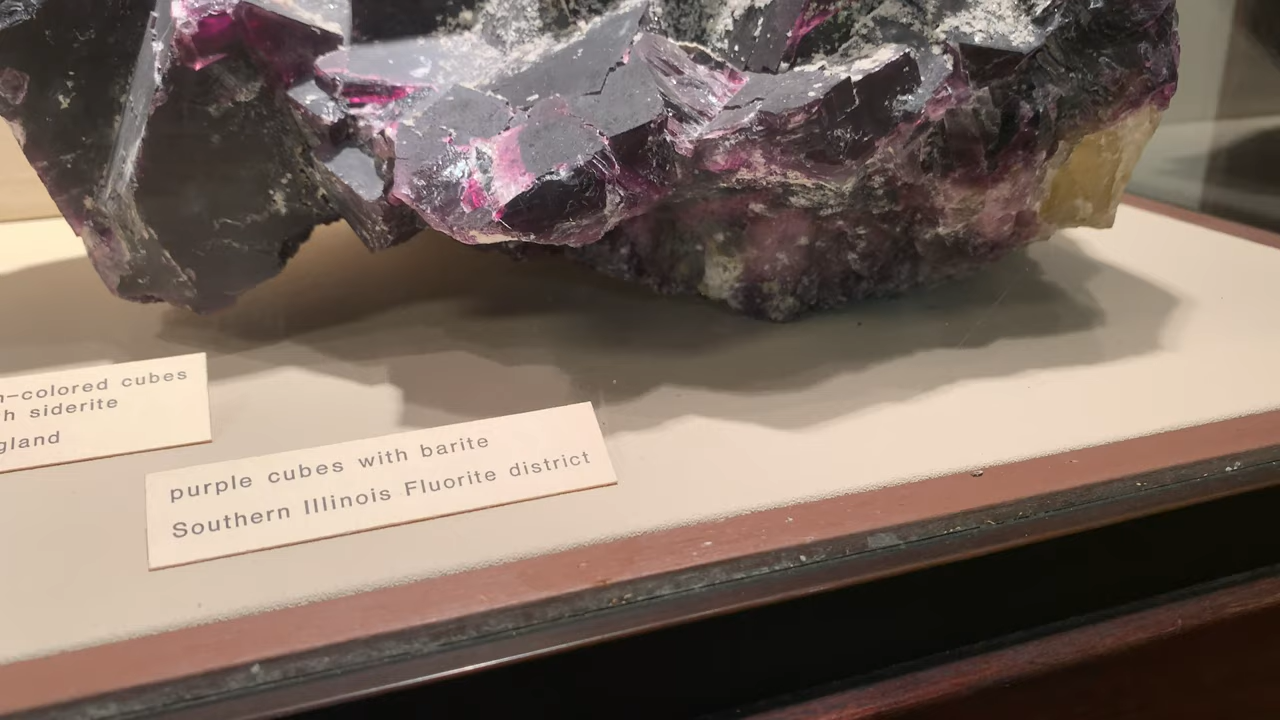 n-colored cubes
h siderite
gland
purple cubes with barite
Southern Illinois Fluorite district